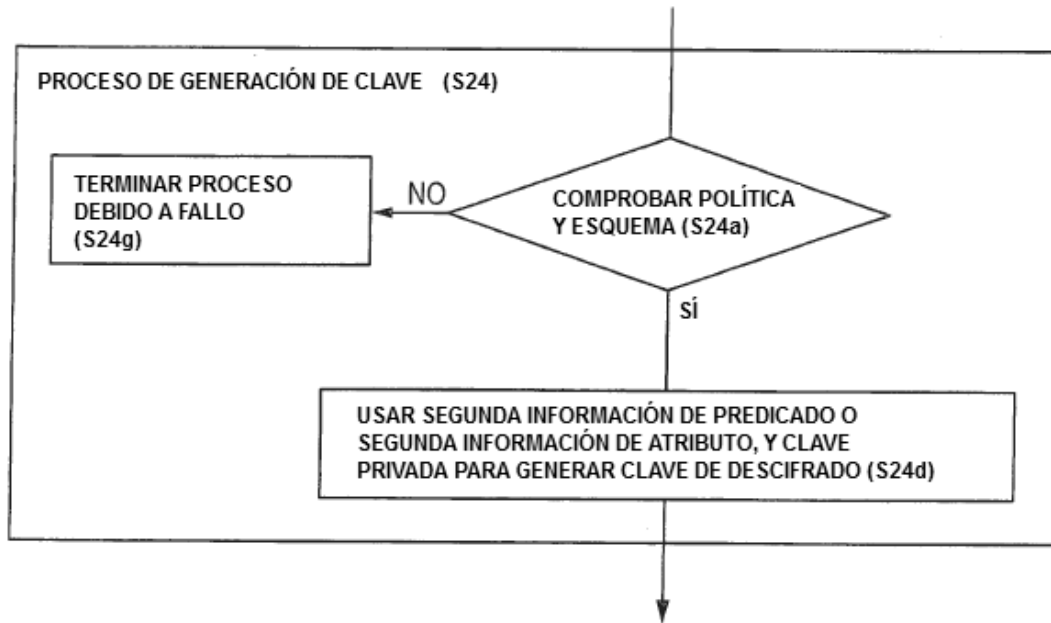 PROCESO DE GENERACIÓN DE CLAVE (S24)
TERMINAR PROCESO
DEBIDO A FALLO
(S24g)
NO
COMPROBAR POLÍTICA
Y ESQUEMA (S24a)
SÍ
USAR SEGUNDA INFORMACIÓN DE PREDICADO O
SEGUNDA INFORMACIÓN DE ATRIBUTO, Y CLAVE
PRIVADA PARA GENERAR CLAVE DE DESCIFRADO (S24d)